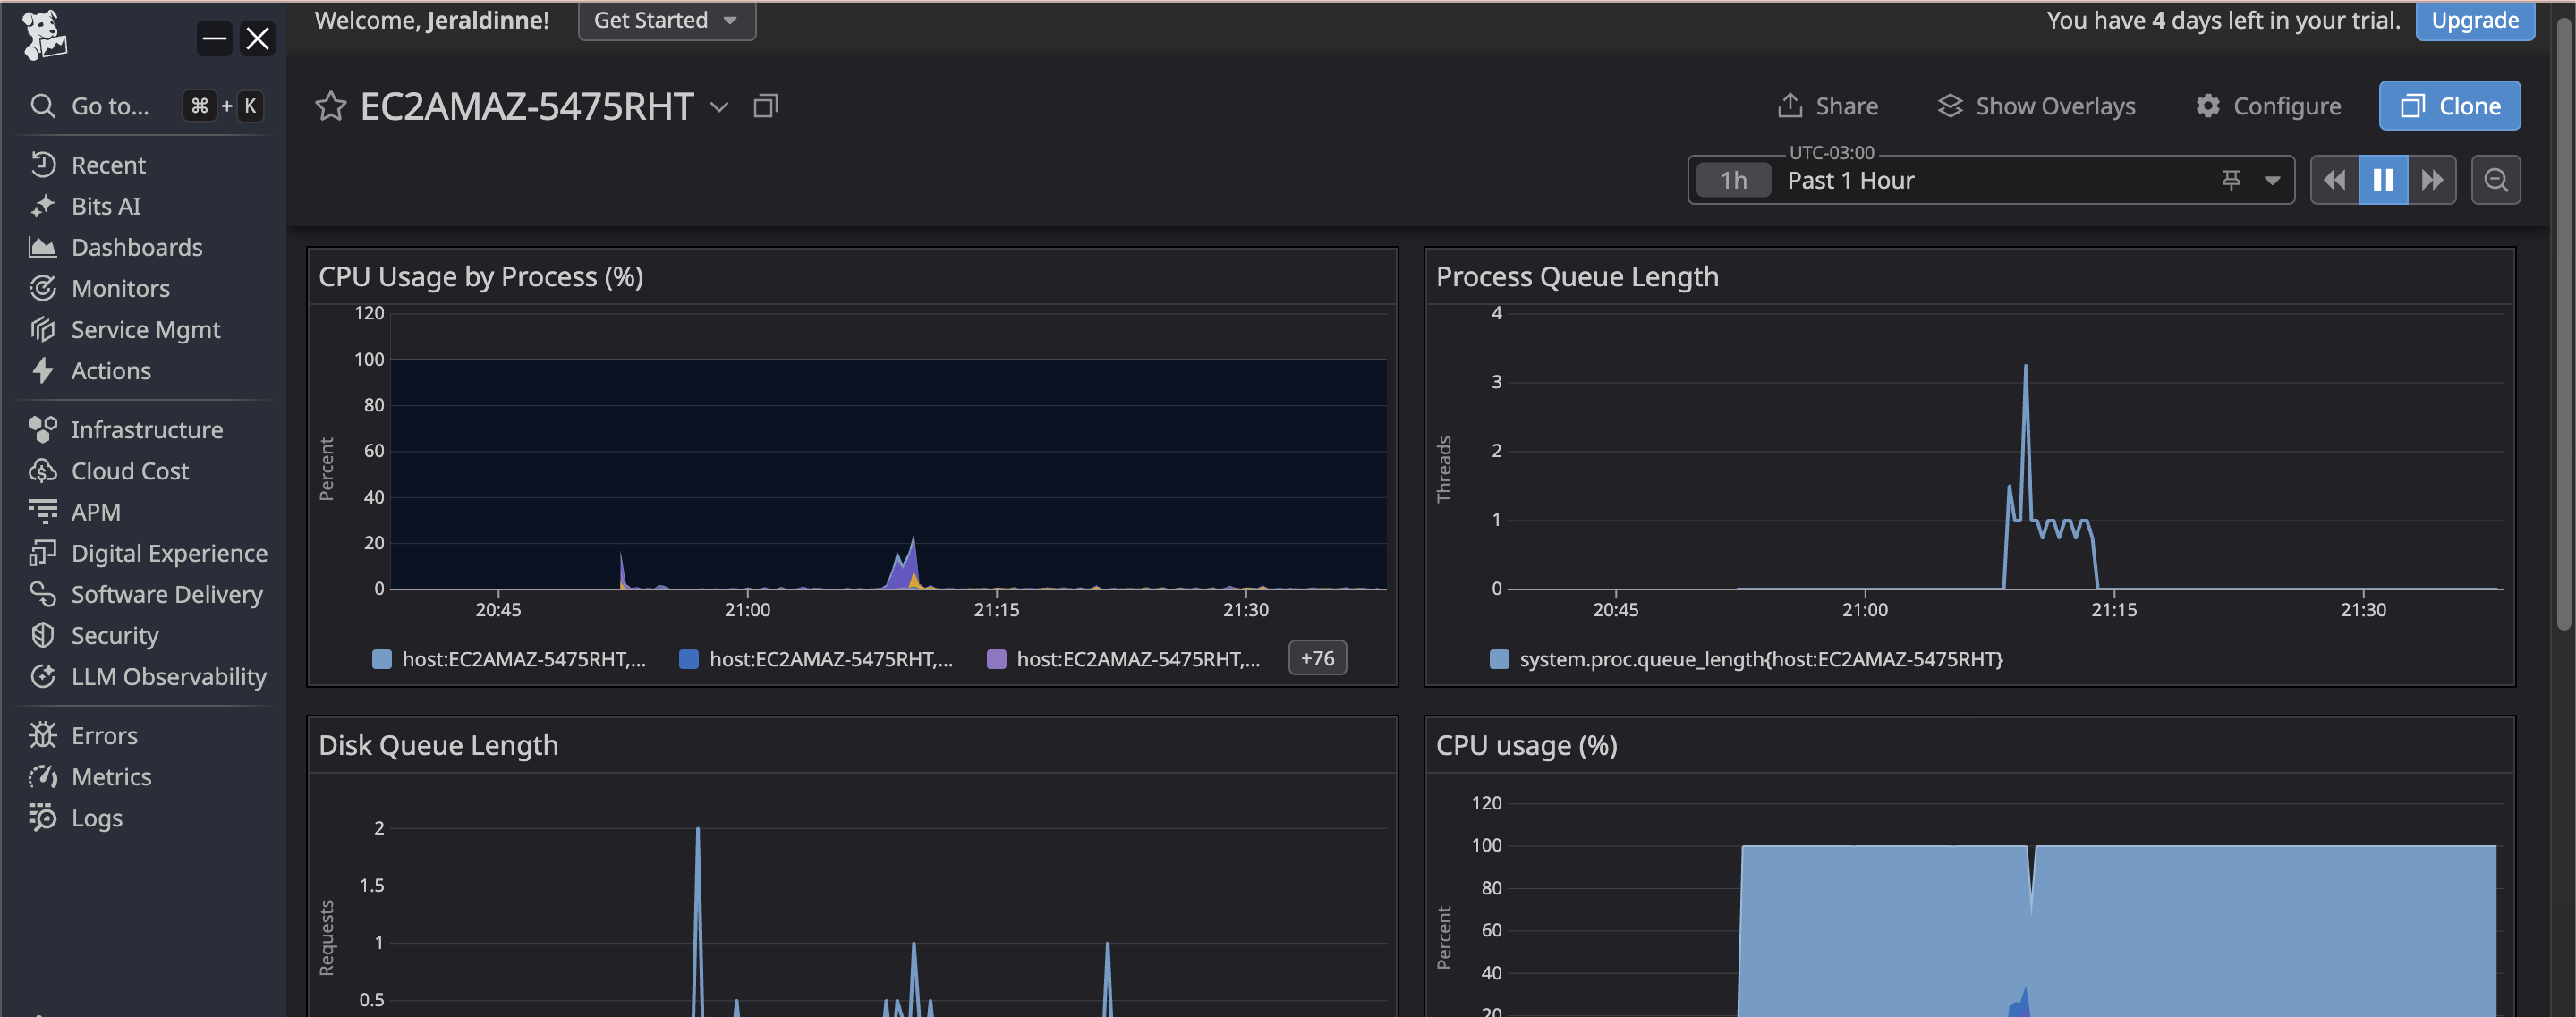 Welcome, Jeraldinne!
Get Started
You have 4 days left in your trial.
Upgrade
Go to...
⌘ + K
Recent
Bits AI
Dashboards
Monitors
Service Mgmt
Actions
Infrastructure
Cloud Cost
APM
Digital Experience
Software Delivery
Security
LLM Observability
Errors
Metrics
Logs
EC2AMAZ-5475RHT
Share
Show Overlays
Configure
Clone
UTC-03:00
1h Past 1 Hour
CPU Usage by Process (%)
120
100
80
60
40
20
0
Percent
20:45 21:00 21:15 21:30
host:EC2AMAZ-5475RHT,... host:EC2AMAZ-5475RHT,... host:EC2AMAZ-5475RHT,... +76
Process Queue Length
4
3
2
1
0
Threads
20:45 21:00 21:15 21:30
system.proc.queue_length{host:EC2AMAZ-5475RHT}
Disk Queue Length
2
1.5
1
0.5
Requests
CPU usage (%)
120
100
80
60
40
20
Percent